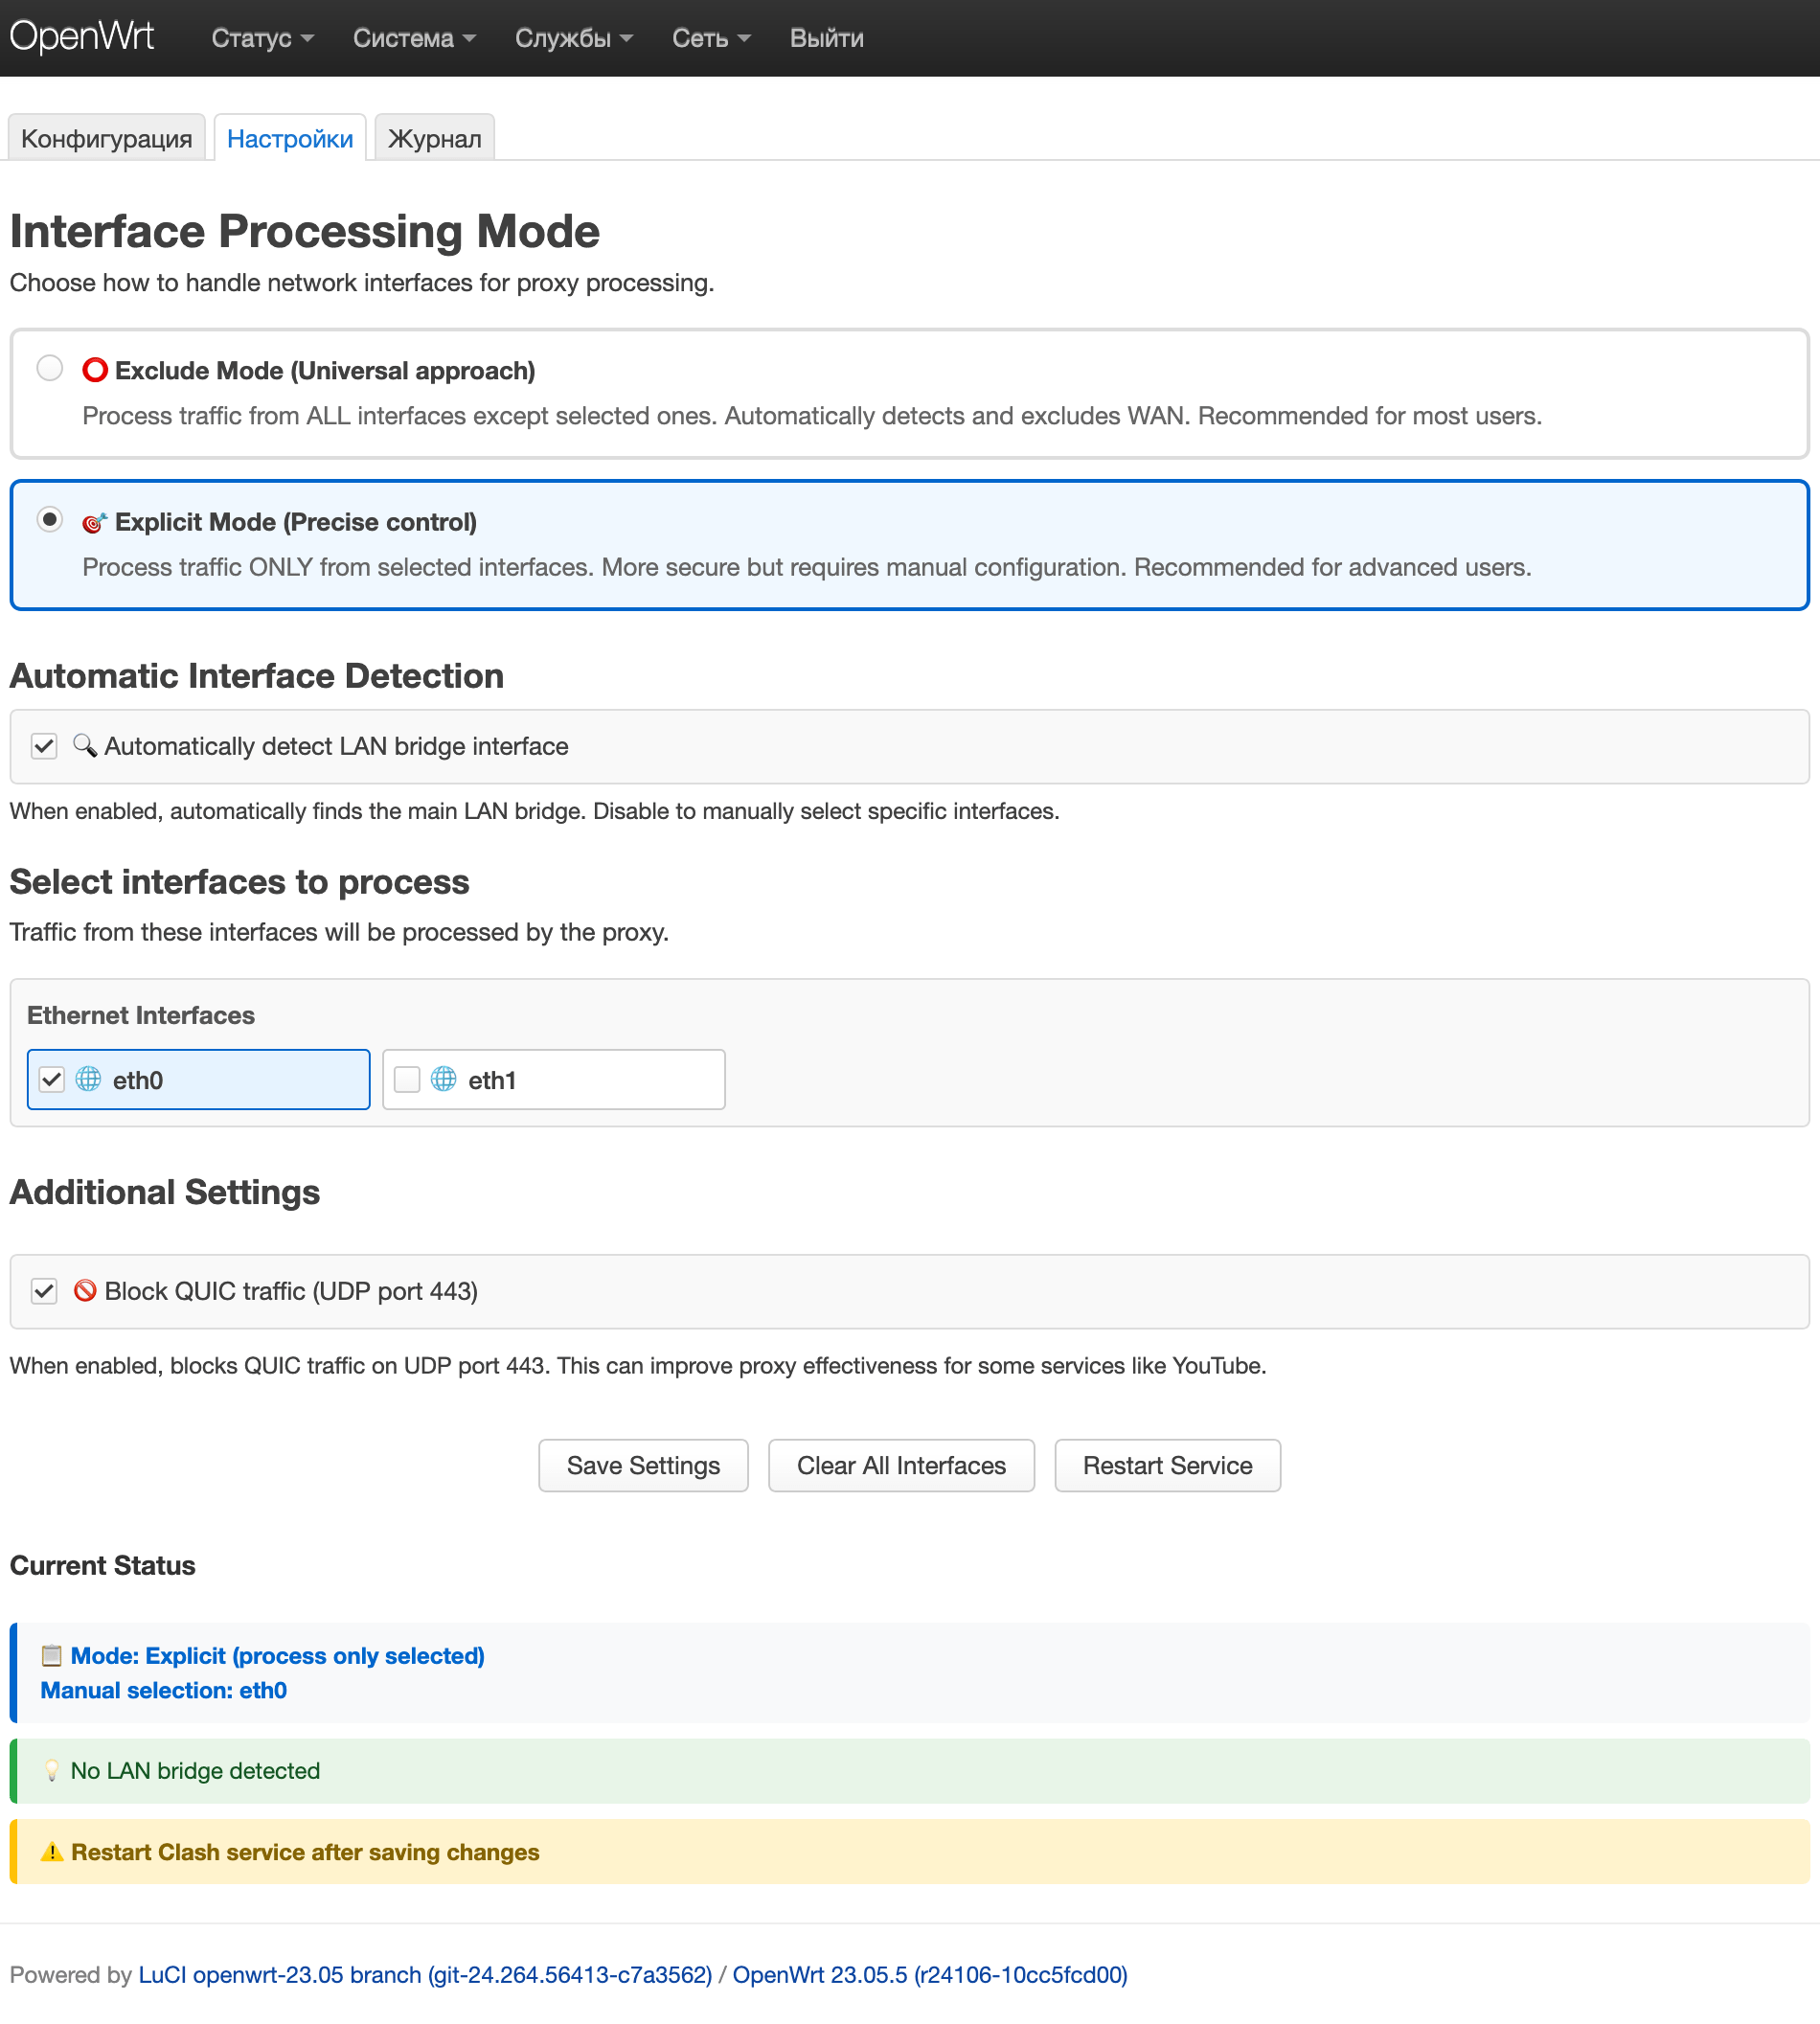 OpenWrt Статус Система Службы Сеть Выйти
Конфигурация Настройки Журнал
Interface Processing Mode
Choose how to handle network interfaces for proxy processing.
⭕ Exclude Mode (Universal approach)
Process traffic from ALL interfaces except selected ones. Automatically detects and excludes WAN. Recommended for most users.
🎯 Explicit Mode (Precise control)
Process traffic ONLY from selected interfaces. More secure but requires manual configuration. Recommended for advanced users.
Automatic Interface Detection
🔍 Automatically detect LAN bridge interface
When enabled, automatically finds the main LAN bridge. Disable to manually select specific interfaces.
Select interfaces to process
Traffic from these interfaces will be processed by the proxy.
Ethernet Interfaces
🌐 eth0 🌐 eth1
Additional Settings
🚫 Block QUIC traffic (UDP port 443)
When enabled, blocks QUIC traffic on UDP port 443. This can improve proxy effectiveness for some services like YouTube.
Save Settings Clear All Interfaces Restart Service
Current Status
📋 Mode: Explicit (process only selected)
Manual selection: eth0
💡 No LAN bridge detected
⚠️ Restart Clash service after saving changes
Powered by LuCI openwrt-23.05 branch (git-24.264.56413-c7a3562) / OpenWrt 23.05.5 (r24106-10cc5fcd00)